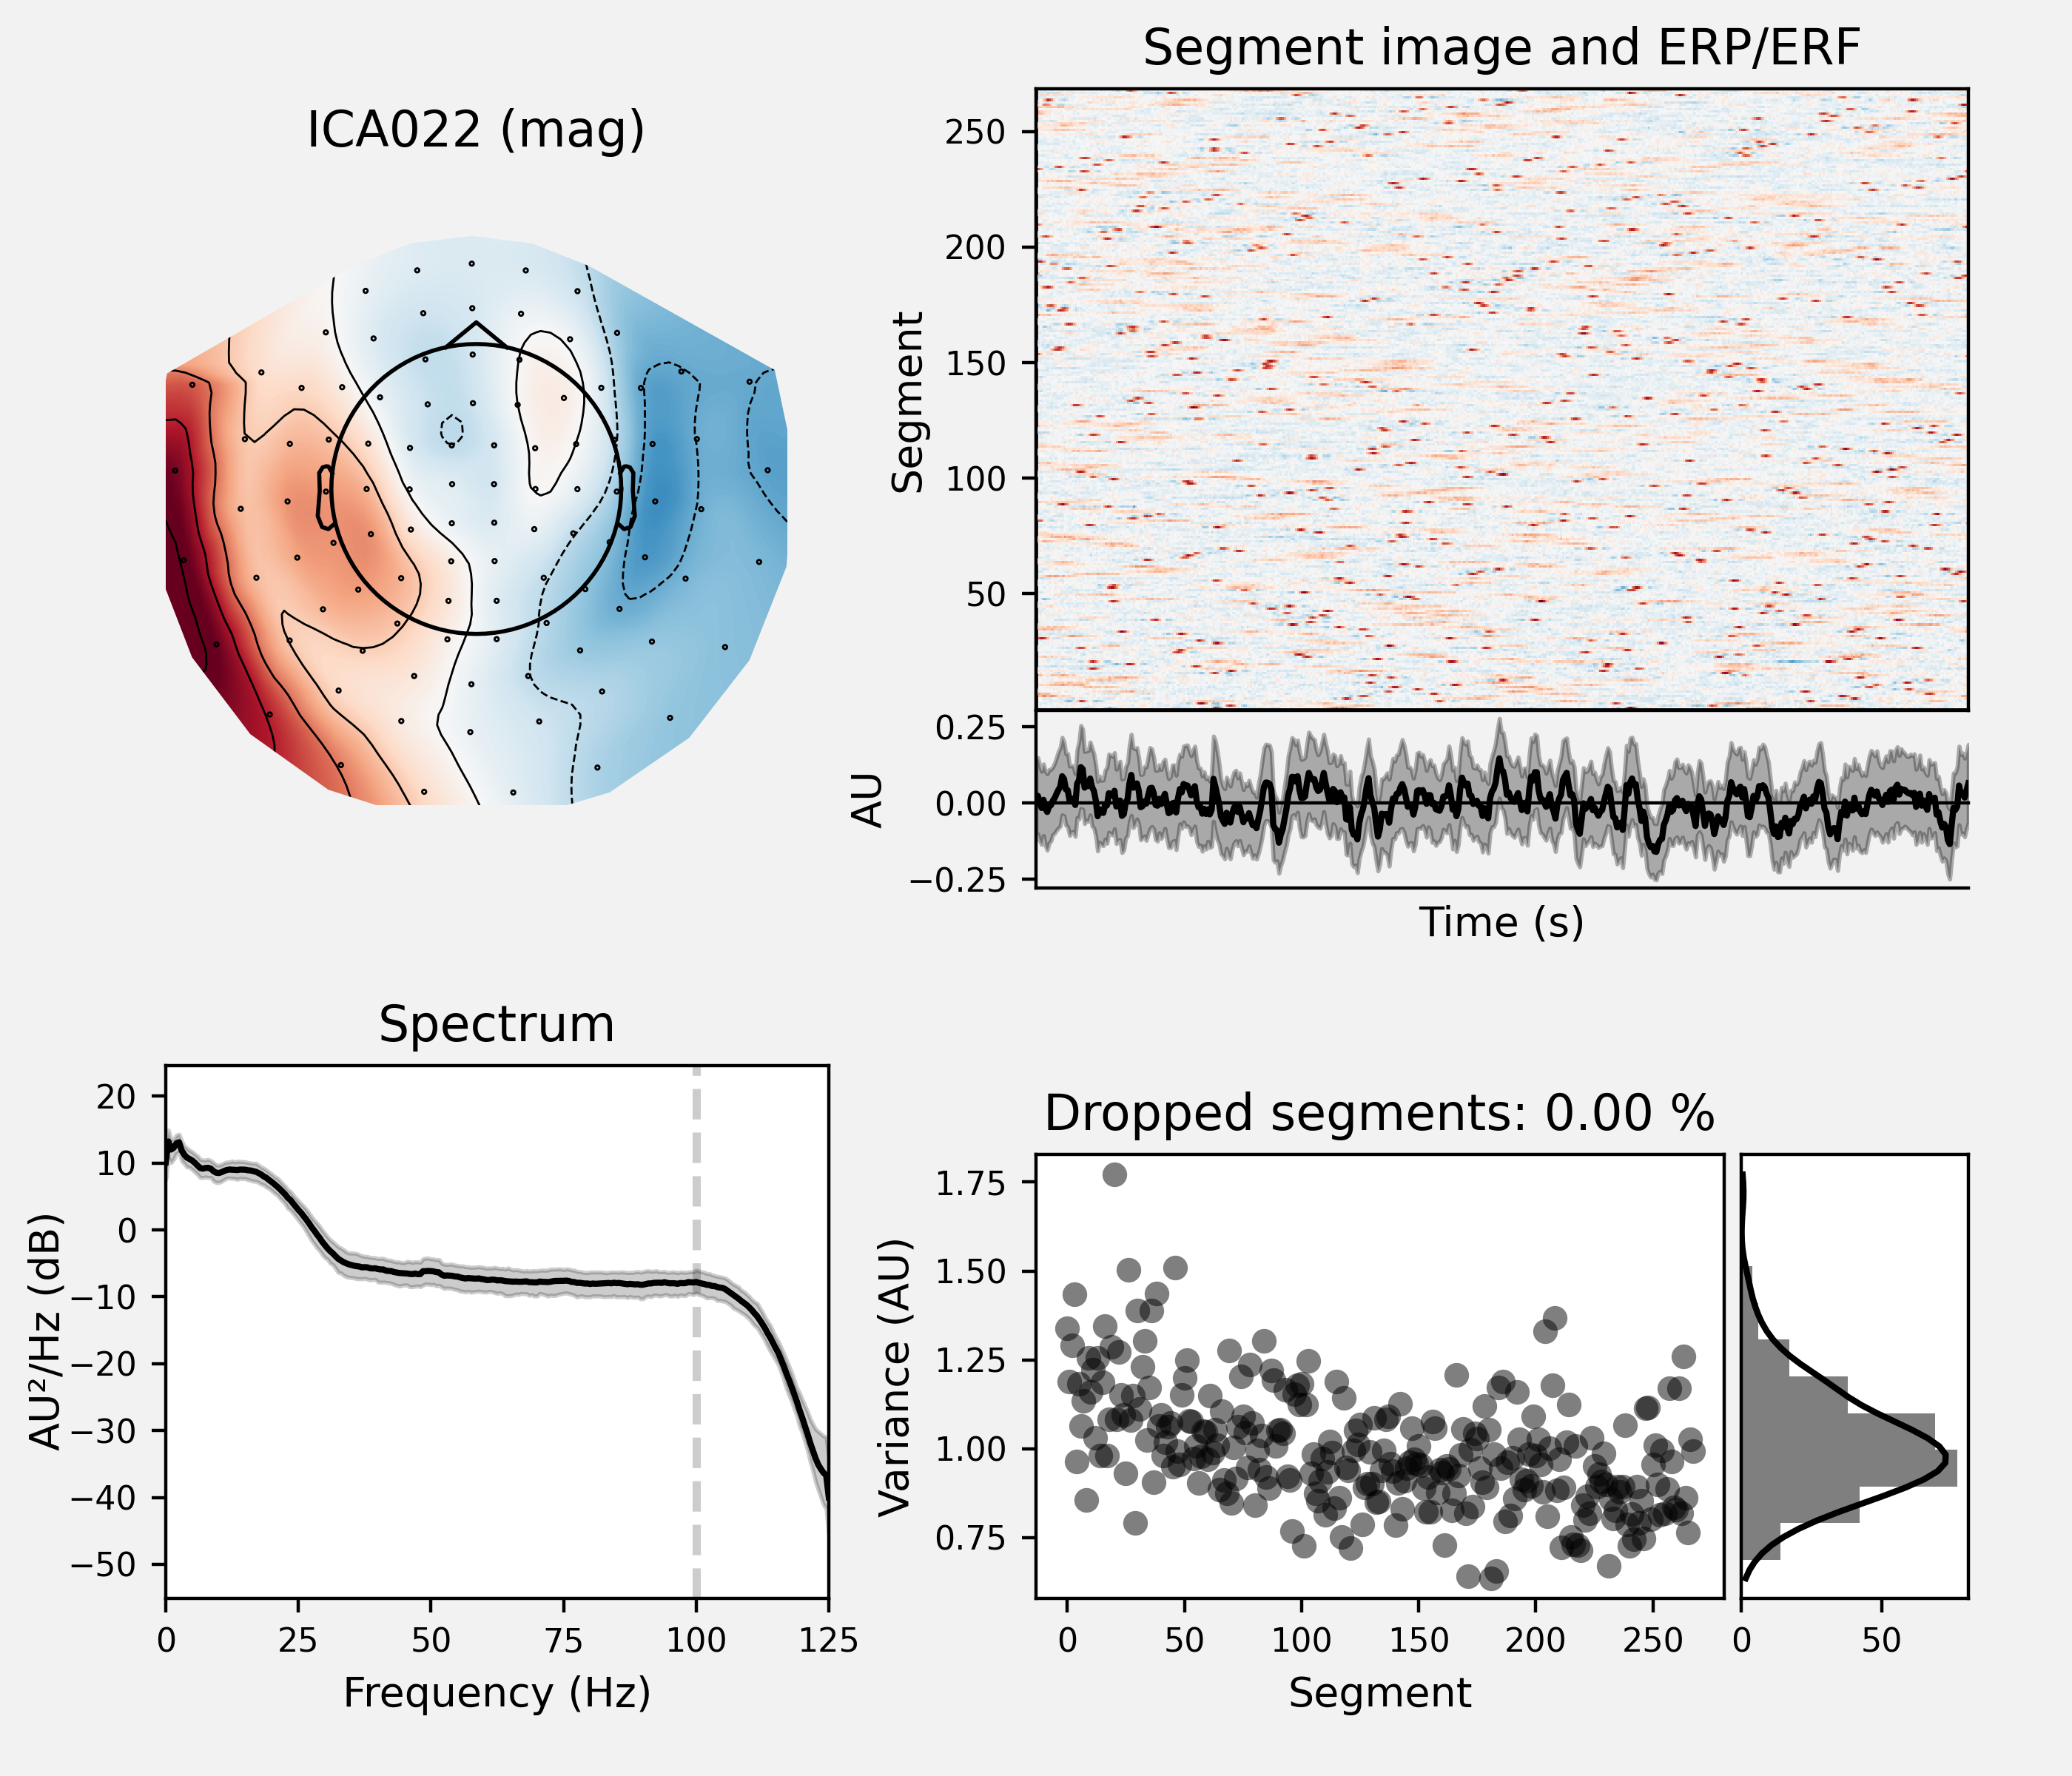 ICA022 (mag)
Segment image and ERP/ERF
Segment
250
200
150
100
50
AU
0.25
0.00
−0.25
Time (s)
Spectrum
AU²/Hz (dB)
20
10
0
−10
−20
−30
−40
−50
0 25 50 75 100 125
Frequency (Hz)
Dropped segments: 0.00 %
Variance (AU)
1.75
1.50
1.25
1.00
0.75
0 50 100 150 200 250
Segment
0 50